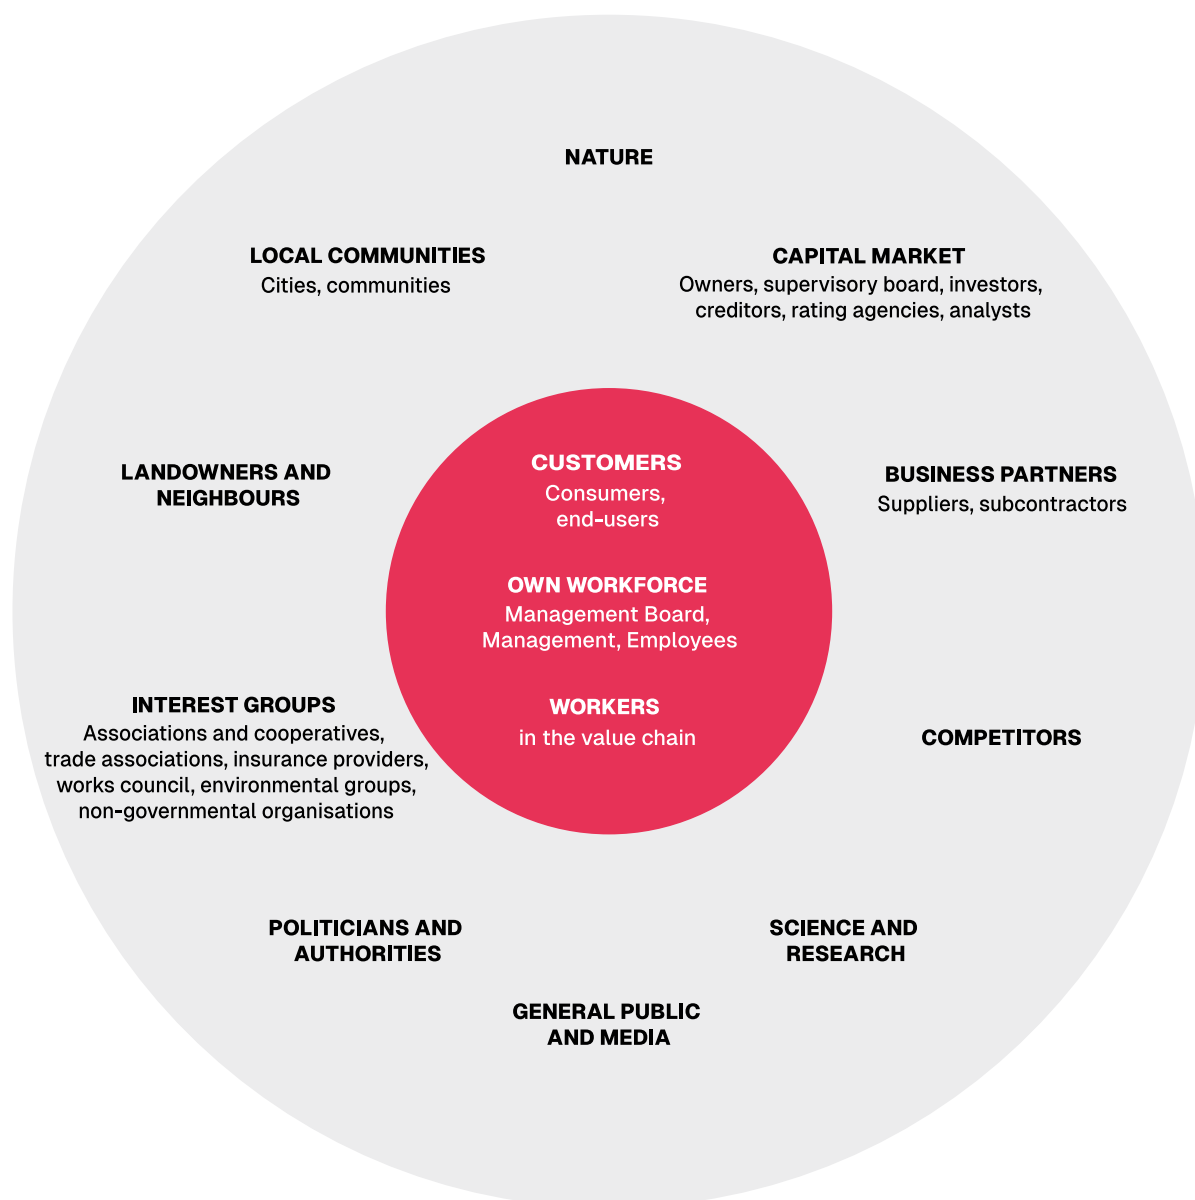 NATURE
LOCAL COMMUNITIES
Cities, communities
CAPITAL MARKET
Owners, supervisory board, investors,
creditors, rating agencies, analysts
LANDOWNERS AND
NEIGHBOURS
CUSTOMERS
Consumers,
end-users
BUSINESS PARTNERS
Suppliers, subcontractors
OWN WORKFORCE
Management Board,
Management, Employees
INTEREST GROUPS
Associations and cooperatives,
trade associations, insurance providers,
works council, environmental groups,
non-governmental organisations
WORKERS
in the value chain
COMPETITORS
POLITICIANS AND
AUTHORITIES
SCIENCE AND
RESEARCH
GENERAL PUBLIC
AND MEDIA